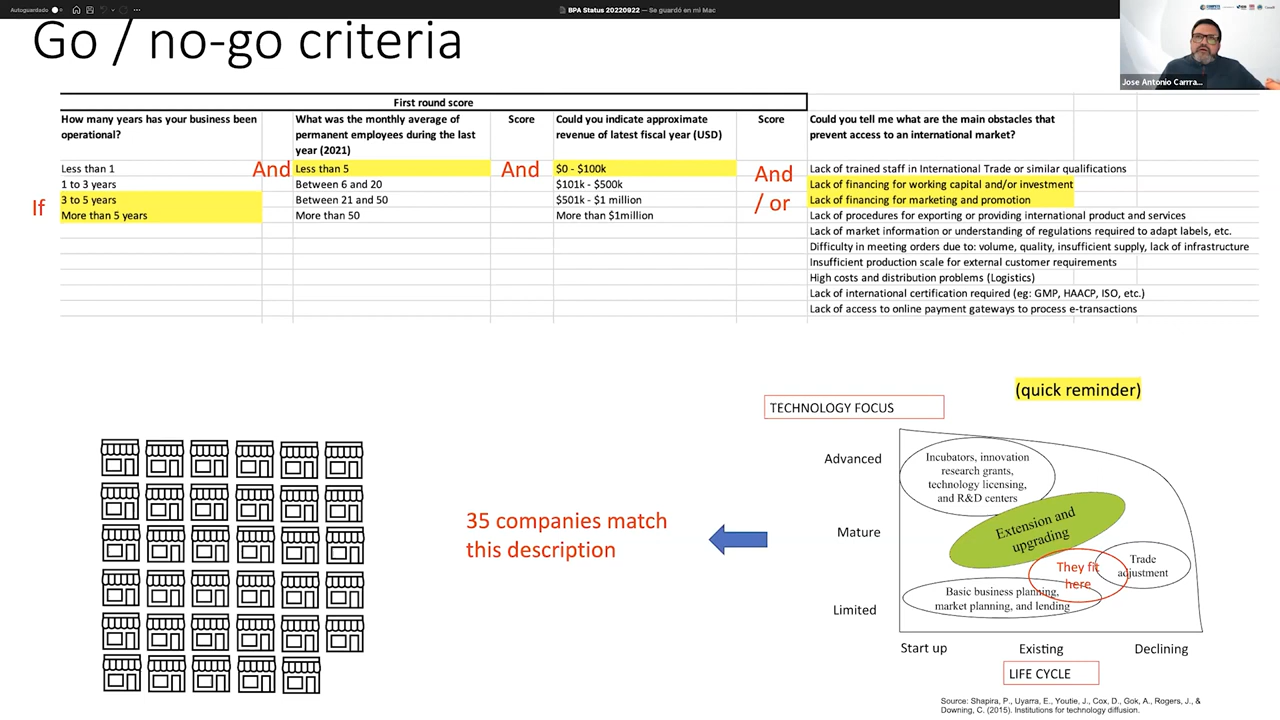 Autoguardado
BPA Status 20220922 — Se guardó en mi Mac
Go / no-go criteria
Jose Antonio Carrra...
First round score
How many years has your business been operational?
What was the monthly average of permanent employees during the last year (2021)
Score
Could you indicate approximate revenue of latest fiscal year (USD)
Score
Could you tell me what are the main obstacles that prevent access to an international market?
If
Less than 1
1 to 3 years
3 to 5 years
More than 5 years
And
Less than 5
Between 6 and 20
Between 21 and 50
More than 50
And
$0 - $100k
$101k - $500k
$501k - $1 million
More than $1million
And
/ or
Lack of trained staff in International Trade or similar qualifications
Lack of financing for working capital and/or investment
Lack of financing for marketing and promotion
Lack of procedures for exporting or providing international product and services
Lack of market information or understanding of regulations required to adapt labels, etc.
Difficulty in meeting orders due to: volume, quality, insufficient supply, lack of infrastructure
Insufficient production scale for external customer requirements
High costs and distribution problems (Logistics)
Lack of international certification required (eg: GMP, HAACP, ISO, etc.)
Lack of access to online payment gateways to process e-transactions
(quick reminder)
TECHNOLOGY FOCUS
35 companies match
this description
Advanced
Mature
Limited
Incubators, innovation
research grants,
technology licensing,
and R&D centers
Extension and
upgrading
They fit
here
Trade
adjustment
Basic business planning,
market planning, and lending
Start up
Existing
Declining
LIFE CYCLE
Source: Shapira, P., Uyarra, E., Youtie, J., Cox, D., Gok, A., Rogers, J., &
Downing, C. (2015). Institutions for technology diffusion.